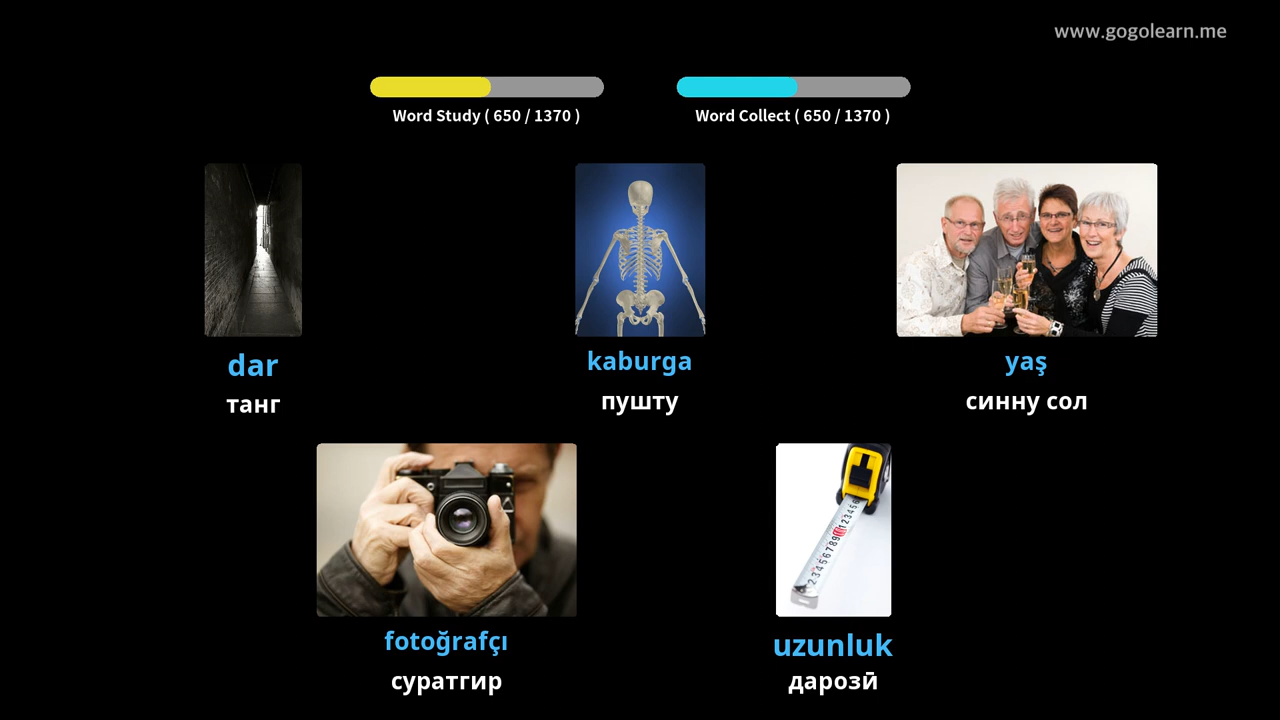 www.gogolearn.me
Word Study ( 650 / 1370 )
Word Collect ( 650 / 1370 )
dar
танг
kaburga
пушту
yaş
синну сол
fotoğrafçı
суратгир
uzunluk
дарозӣ